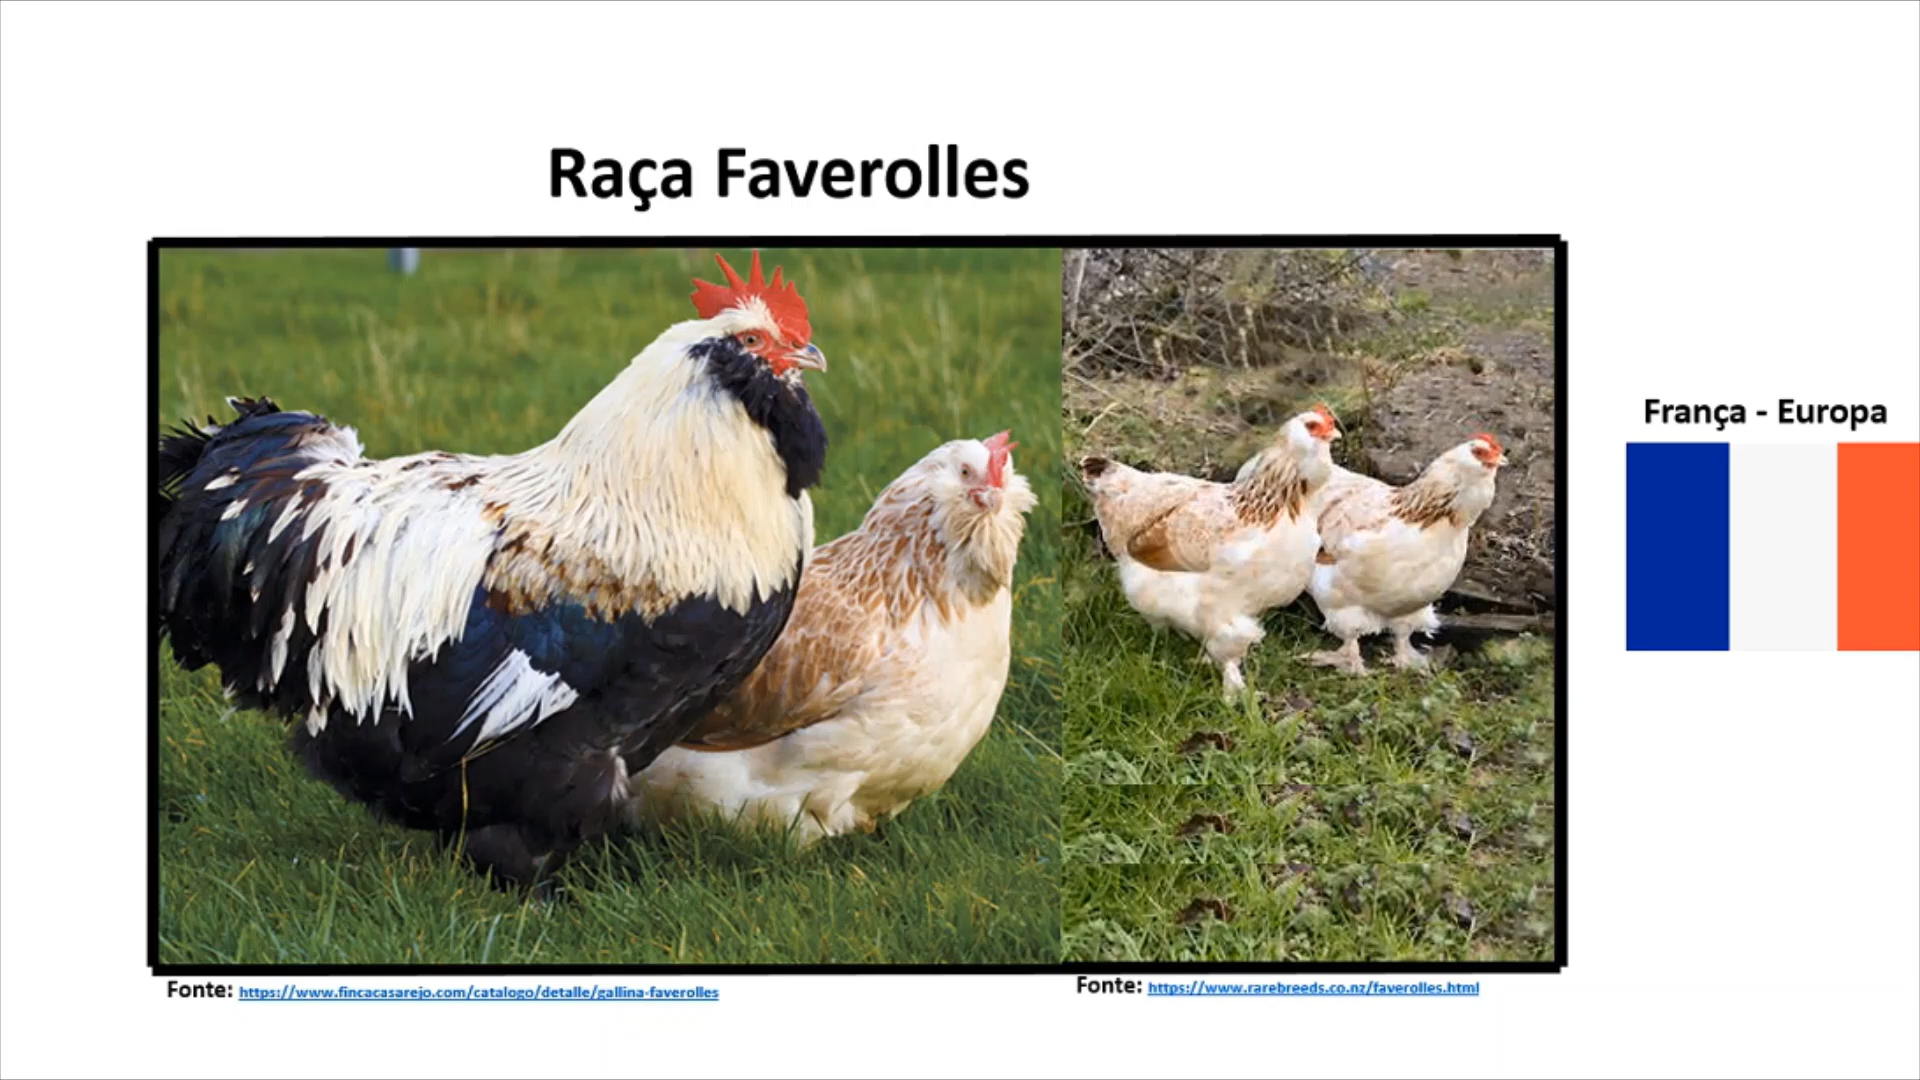 Raça Faverolles
França - Europa
Fonte: https://www.fincacasarejo.com/catalogo/detalle/gallina-faverolles
Fonte: https://www.rarebreeds.co.nz/faverolles.html